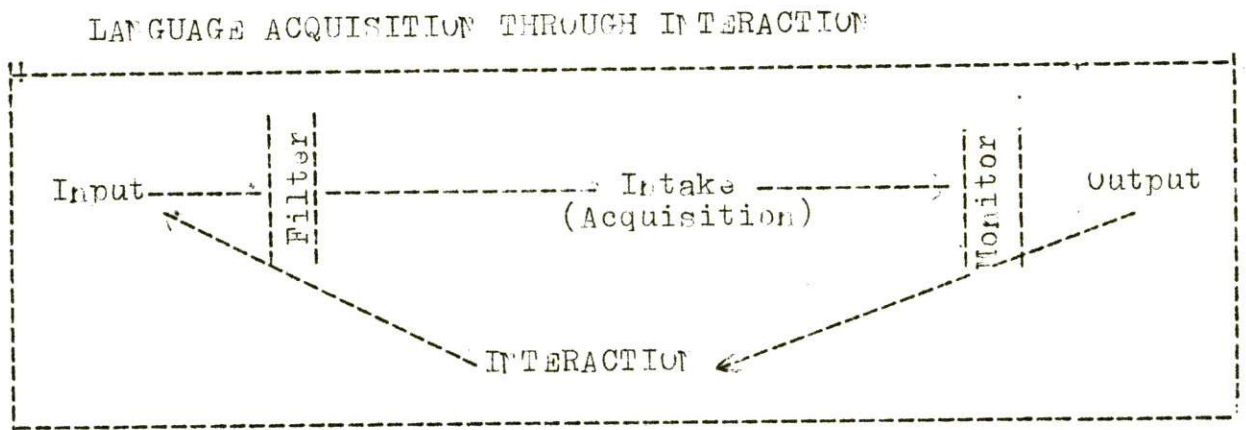 LANGUAGE ACQUISITION THROUGH INTERACTION
Input Filter Intake Monitor Output
(Acquisition)
INTERACTION